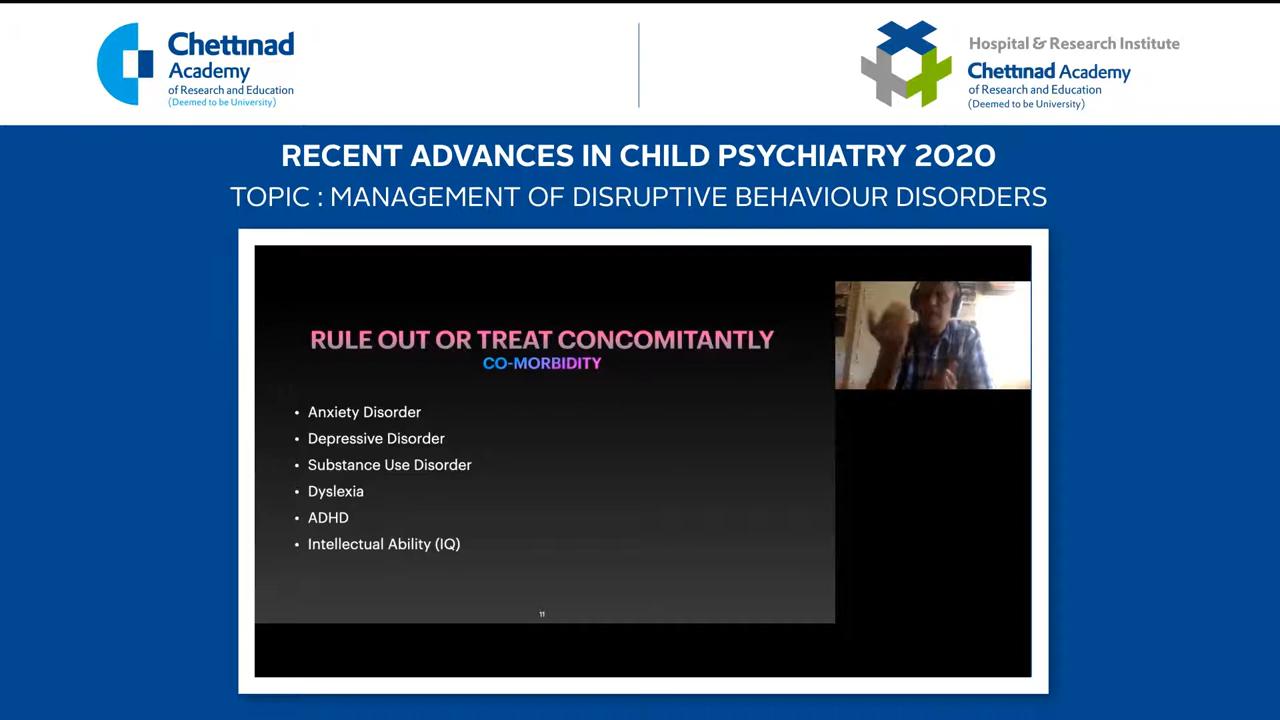 Chettinad
Academy
of Research and Education
(Deemed to be University)
Hospital & Research Institute
Chettinad Academy
of Research and Education
(Deemed to be University)
RECENT ADVANCES IN CHILD PSYCHIATRY 2020
TOPIC : MANAGEMENT OF DISRUPTIVE BEHAVIOUR DISORDERS
RULE OUT OR TREAT CONCOMITANTLY
CO-MORBIDITY
• Anxiety Disorder
• Depressive Disorder
• Substance Use Disorder
• Dyslexia
• ADHD
• Intellectual Ability (IQ)
11